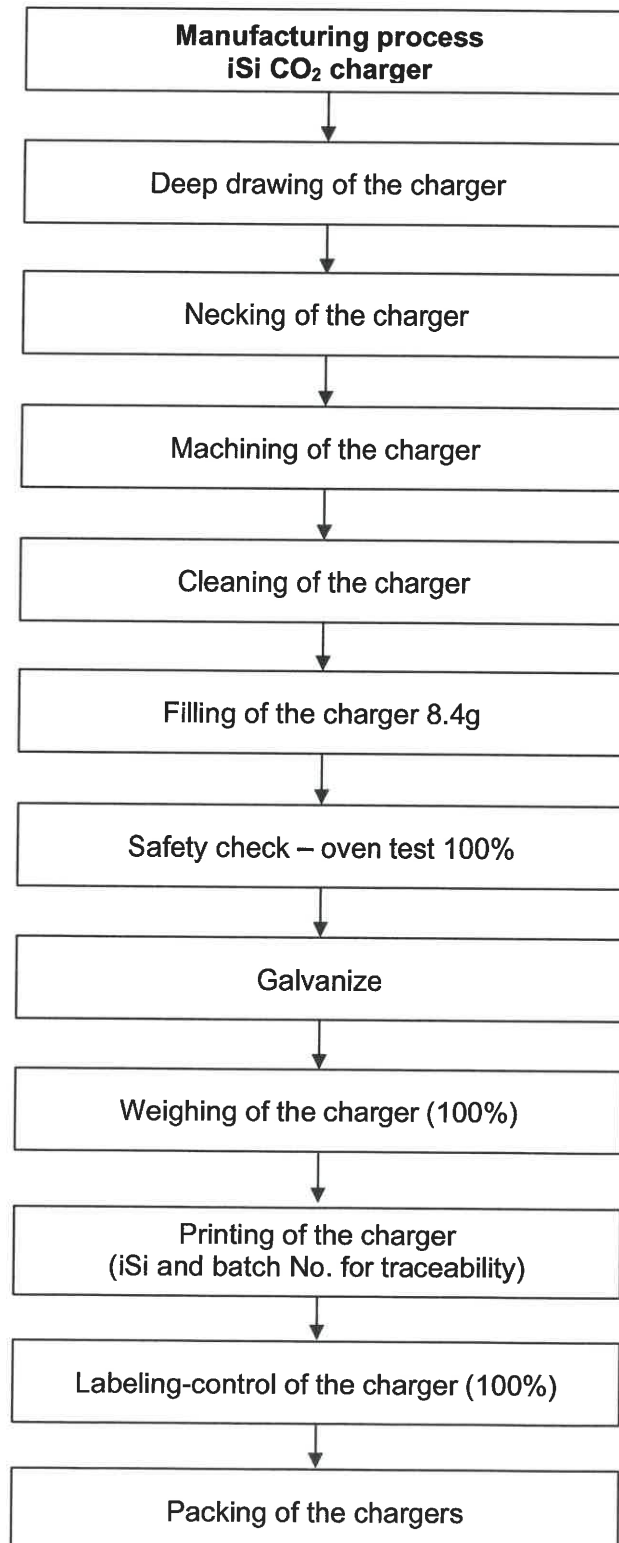 Manufacturing process
iSi CO₂ charger
Deep drawing of the charger
Necking of the charger
Machining of the charger
Cleaning of the charger
Filling of the charger 8.4g
Safety check – oven test 100%
Galvanize
Weighing of the charger (100%)
Printing of the charger
(iSi and batch No. for traceability)
Labeling-control of the charger (100%)
Packing of the chargers